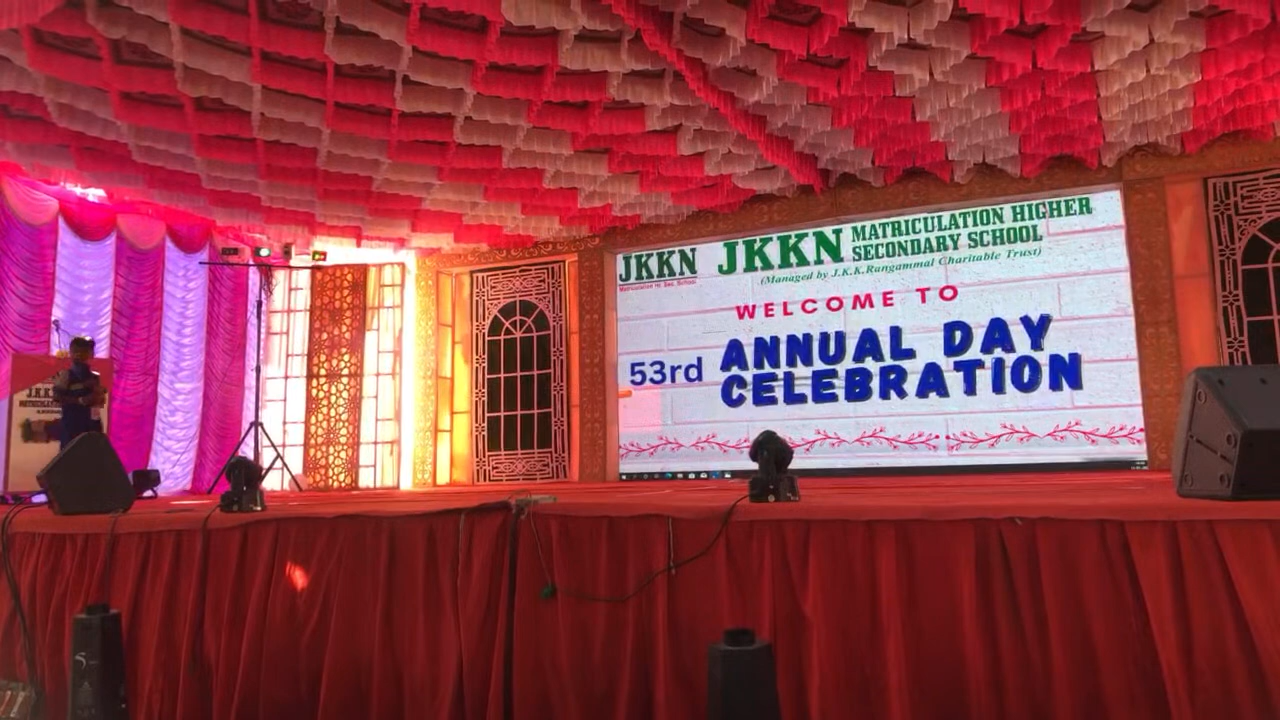 JKKN
Matriculation Hr. Sec. School
JKKN MATRICULATION HIGHER
SECONDARY SCHOOL
(Managed by J.K.K.Rangammal Charitable Trust)
WELCOME TO
53rd ANNUAL DAY
CELEBRATION
JKKN